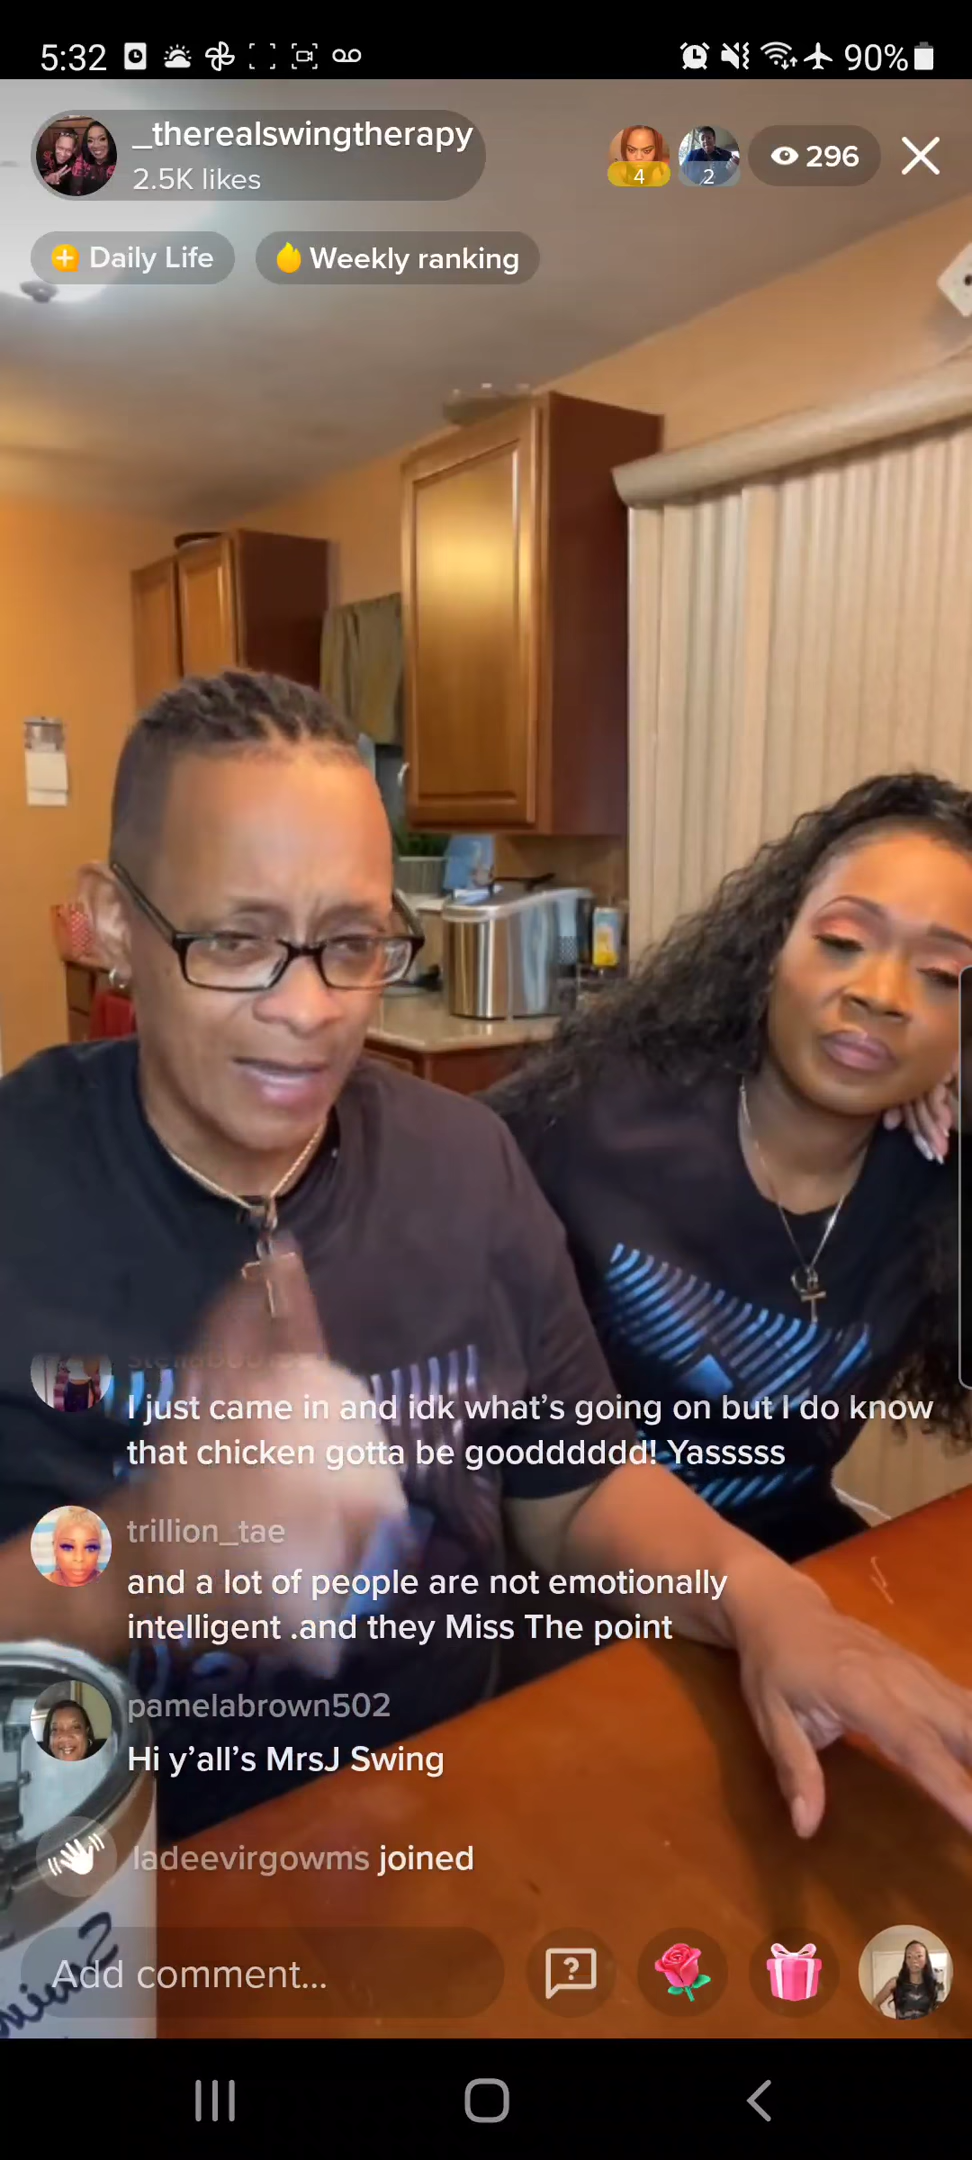 5:32
90%
_therealswingtherapy
2.5K likes
4
2
296
Daily Life
Weekly ranking
I just came in and idk what's going on but I do know
that chicken gotta be goodddddd! Yasssss
trillion_tae
and a lot of people are not emotionally
intelligent .and they Miss The point
pamelabrown502
Hi y'all's MrsJ Swing
ladeevirgowms joined
Add comment...